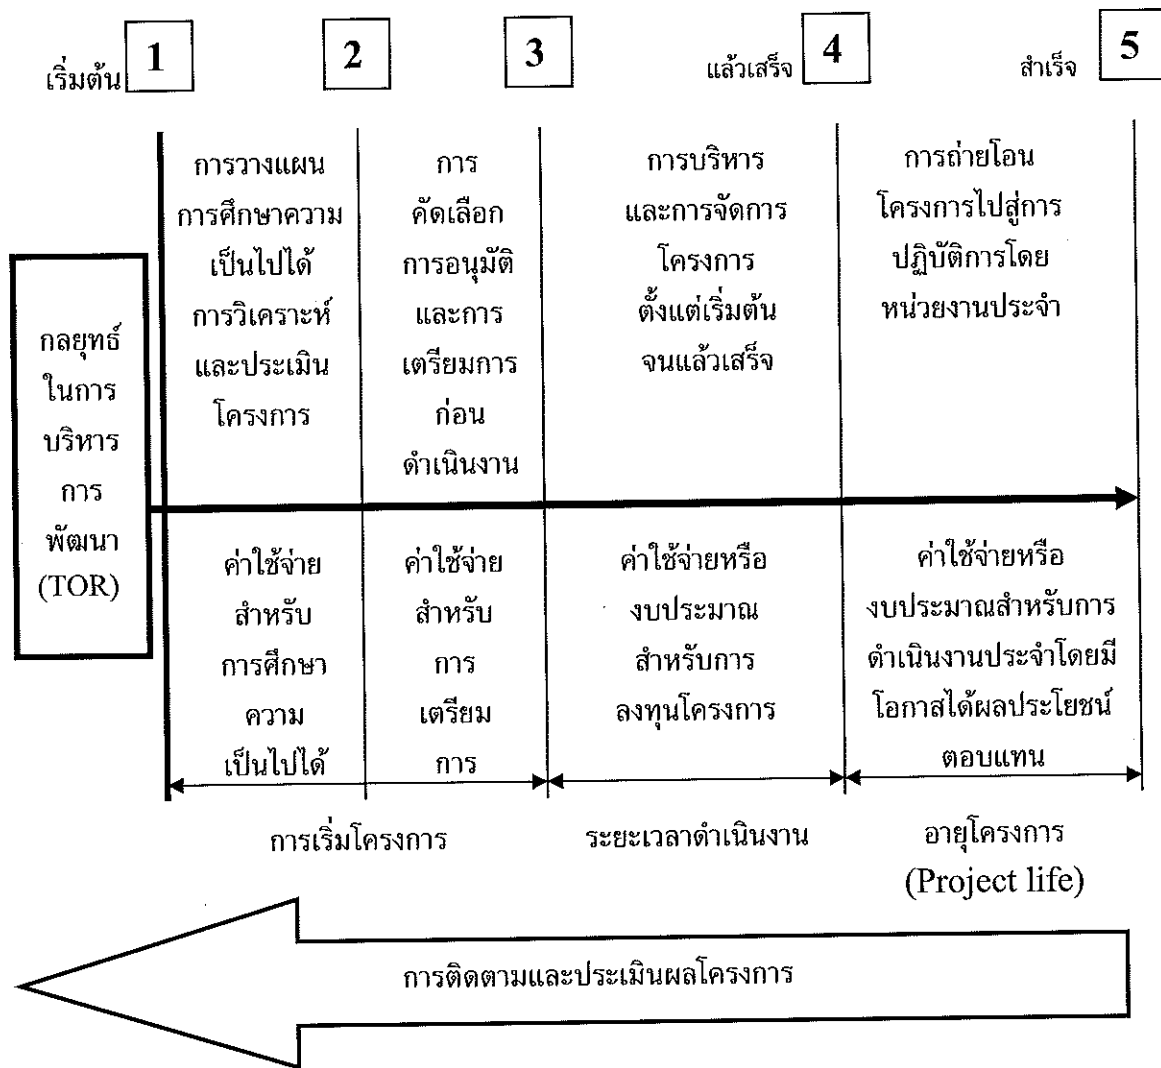 เริ่มต้น 1
2
3
แล้วเสร็จ 4
สำเร็จ 5
กลยุทธ์
ในการ
บริหาร
การ
พัฒนา
(TOR)
การวางแผน
การศึกษาความ
เป็นไปได้
การวิเคราะห์
และประเมิน
โครงการ
การ
คัดเลือก
การอนุมัติ
และการ
เตรียมการ
ก่อน
ดำเนินงาน
การบริหาร
และการจัดการ
โครงการ
ตั้งแต่เริ่มต้น
จนแล้วเสร็จ
การถ่ายโอน
โครงการไปสู่การ
ปฏิบัติการโดย
หน่วยงานประจำ
ค่าใช้จ่าย
สำหรับ
การศึกษา
ความ
เป็นไปได้
ค่าใช้จ่าย
สำหรับ
การ
เตรียม
การ
ค่าใช้จ่ายหรือ
งบประมาณ
สำหรับการ
ลงทุนโครงการ
ค่าใช้จ่ายหรือ
งบประมาณสำหรับการ
ดำเนินงานประจำโดยมี
โอกาสได้ผลประโยชน์
ตอบแทน
การเริ่มโครงการ
ระยะเวลาดำเนินงาน
อายุโครงการ
(Project life)
การติดตามและประเมินผลโครงการ